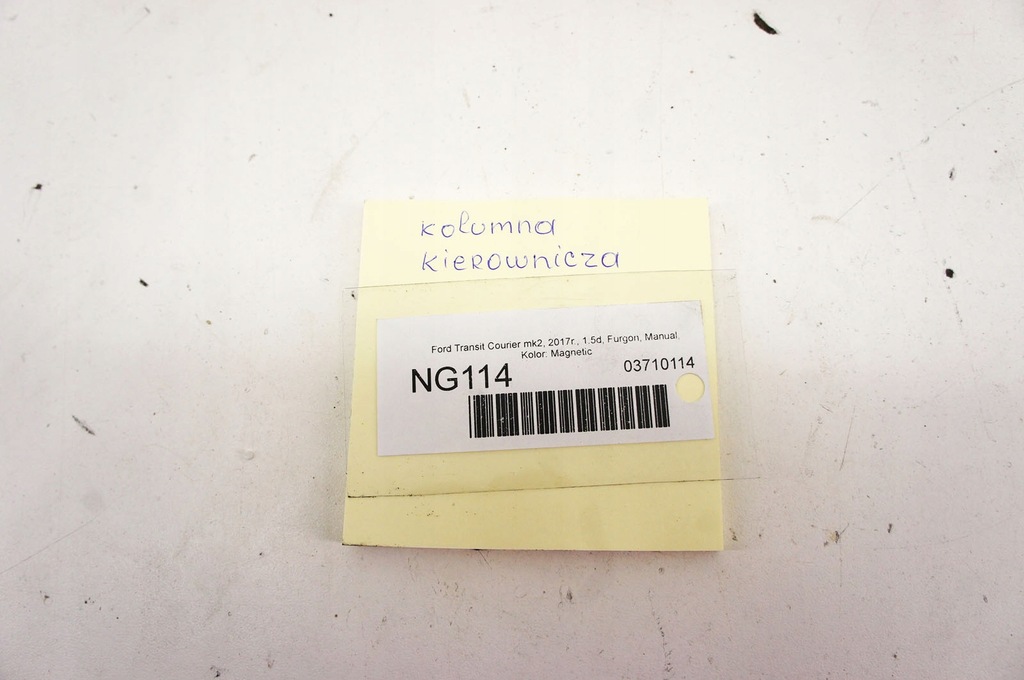 kolumna
kierownicza
Ford Transit Courier mk2, 2017r., 1.5d, Furgon, Manual,
Kolor: Magnetic
NG114
03710114